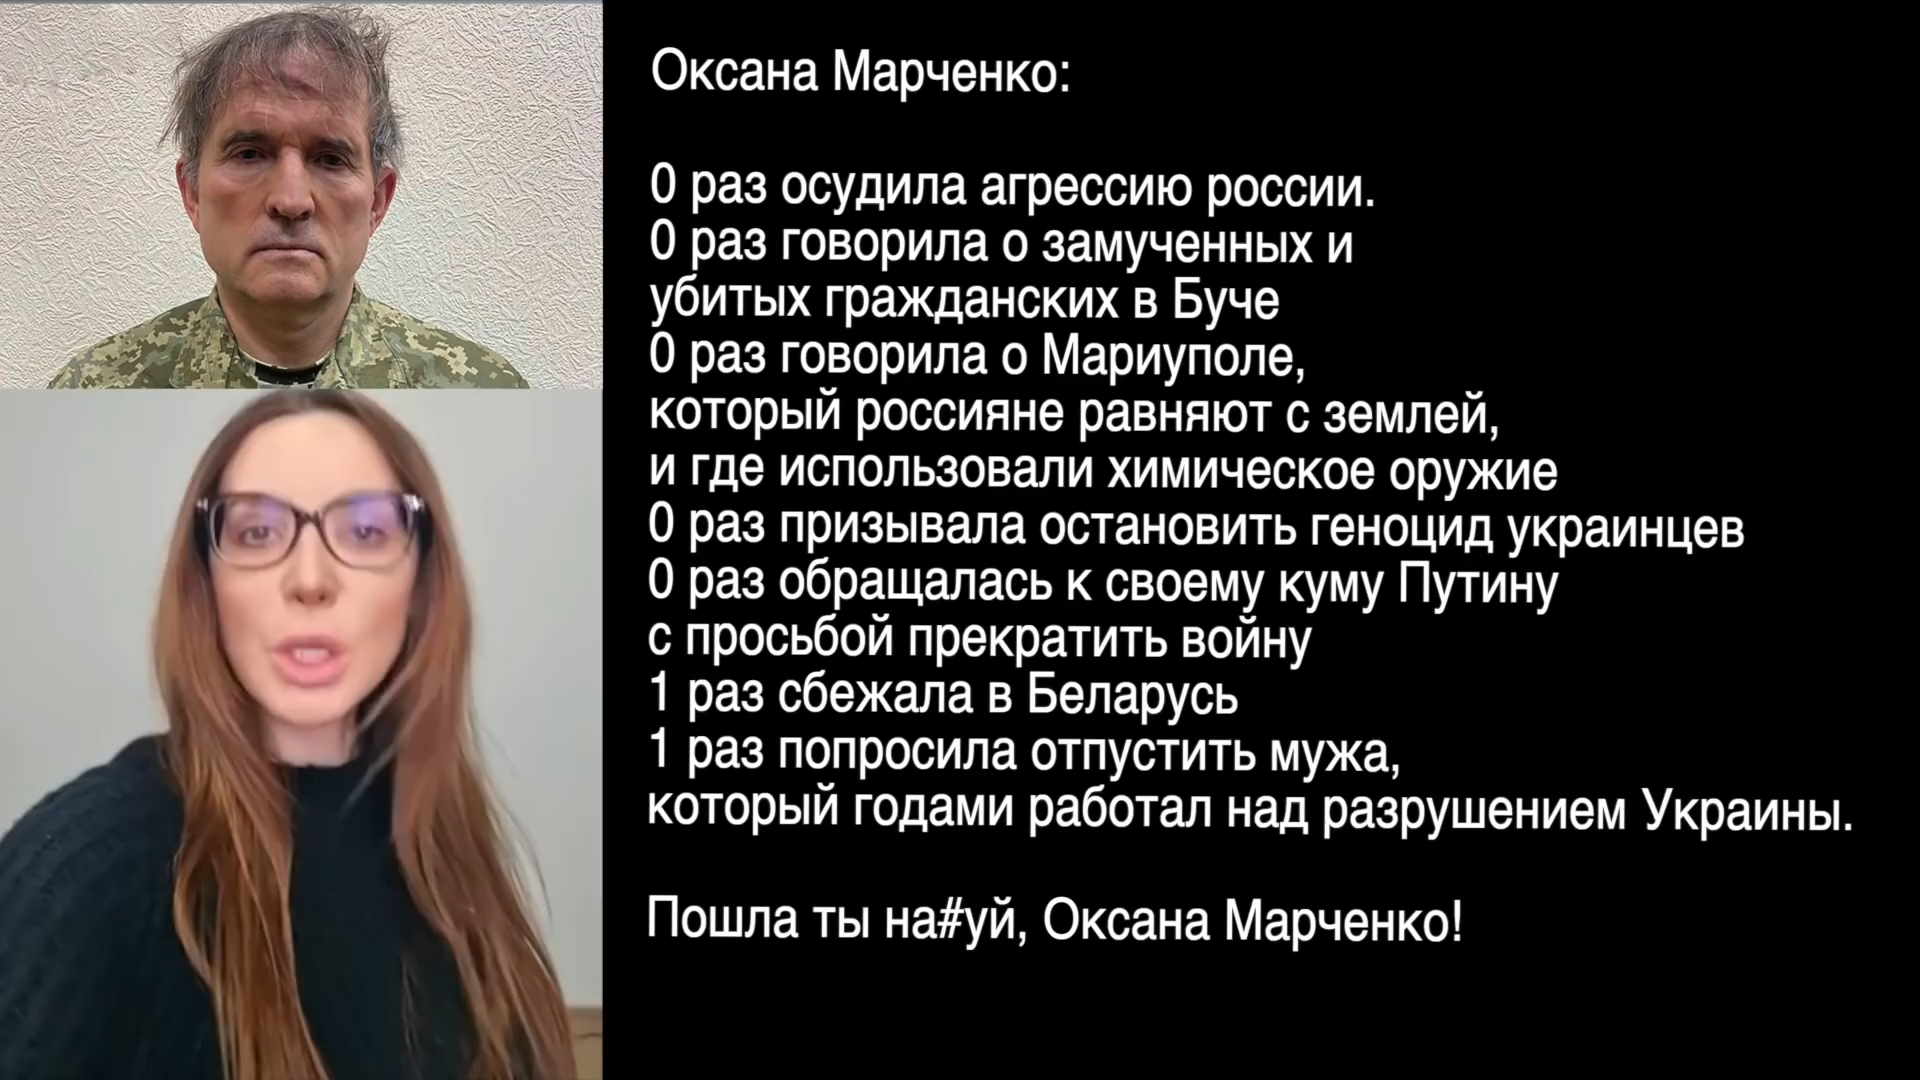 Оксана Марченко:
0 раз осудила агрессию россии.
0 раз говорила о замученных и
убитых гражданских в Буче
0 раз говорила о Мариуполе,
который россияне равняют с землей,
и где использовали химическое оружие
0 раз призывала остановить геноцид украинцев
0 раз обращалась к своему куму Путину
с просьбой прекратить войну
1 раз сбежала в Беларусь
1 раз попросила отпустить мужа,
который годами работал над разрушением Украины.
Пошла ты на#уй, Оксана Марченко!